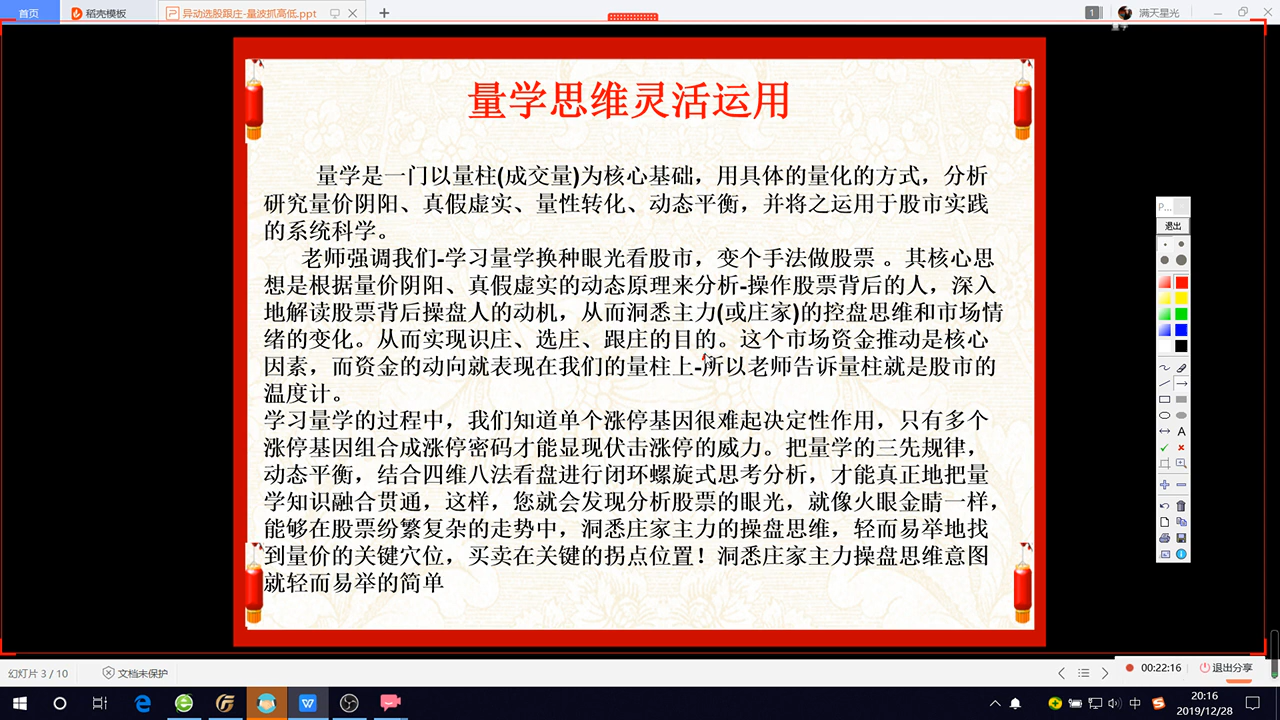 首页
稻壳模板
异动选股跟庄-量波抓高低.ppt
1
满天星光
量学思维灵活运用
量学是一门以量柱(成交量)为核心基础，用具体的量化的方式，分析
研究量价阴阳、真假虚实、量性转化、动态平衡，并将之运用于股市实践
的系统科学。
老师强调我们-学习量学换种眼光看股市，变个手法做股票 。其核心思
想是根据量价阴阳、真假虚实的动态原理来分析-操作股票背后的人，深入
地解读股票背后操盘人的动机，从而洞悉主力(或庄家)的控盘思维和市场情
绪的变化。从而实现识庄、选庄、跟庄的目的。这个市场资金推动是核心
因素，而资金的动向就表现在我们的量柱上-所以老师告诉量柱就是股市的
温度计。
学习量学的过程中，我们知道单个涨停基因很难起决定性作用，只有多个
涨停基因组合成涨停密码才能显现伏击涨停的威力。把量学的三先规律，
动态平衡，结合四维八法看盘进行闭环螺旋式思考分析，才能真正地把量
学知识融合贯通，这样，您就会发现分析股票的眼光，就像火眼金睛一样，
能够在股票纷繁复杂的走势中，洞悉庄家主力的操盘思维，轻而易举地找
到量价的关键穴位，买卖在关键的拐点位置！洞悉庄家主力操盘思维意图
就轻而易举的简单
P...
退出
A
幻灯片 3 / 10
文档未保护
00:22:16
退出分享
中
20:16
2019/12/28